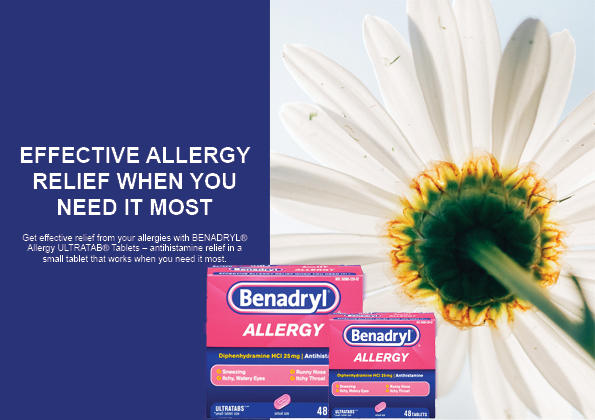 EFFECTIVE ALLERGY
RELIEF WHEN YOU
NEED IT MOST
Get effective relief from your allergies with BENADRYL®
Allergy ULTRATAB® Tablets – antihistamine relief in a
small tablet that works when you need it most.
Benadryl
ALLERGY
Diphenhydramine HCl 25 mg | Antihista
Sneezing
Itchy, Watery Eyes
Runny Nose
Itchy Throat
ULTRATABS
48
Benadryl
ALLERGY
Diphenhydramine HCl 25 mg | Antihistamine
Sneezing
Itchy, Watery Eyes
Runny Nose
Itchy Throat
ULTRATABS
48 TABLETS